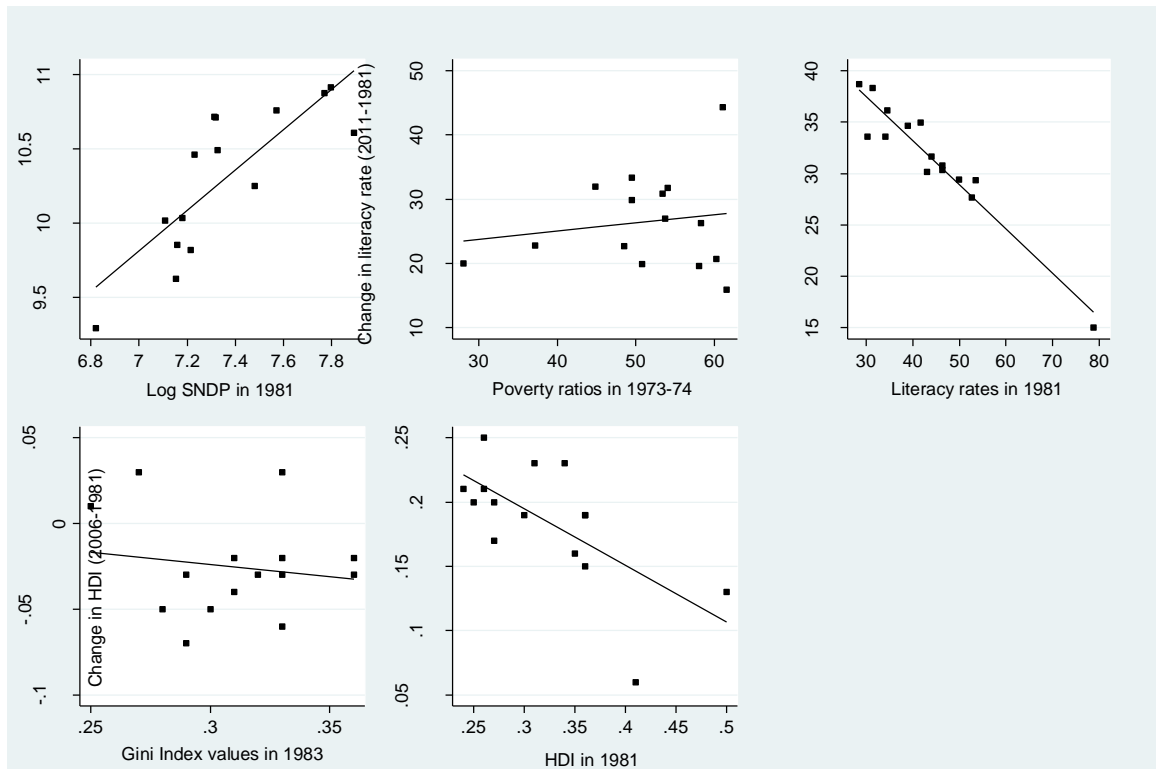 11
10.5
10
9.5
6.8 7 7.2 7.4 7.6 7.8
Log SNDP in 1981
Change in literacy rate (2011-1981)
50
40
30
20
10
30 40 50 60
Poverty ratios in 1973-74
40
35
30
25
20
15
30 40 50 60 70 80
Literacy rates in 1981
.05
0
-.05
-.1
.25 .3 .35
Gini Index values in 1983
Change in HDI (2006-1981)
.25
.2
.15
.1
.05
.25 .3 .35 .4 .45 .5
HDI in 1981